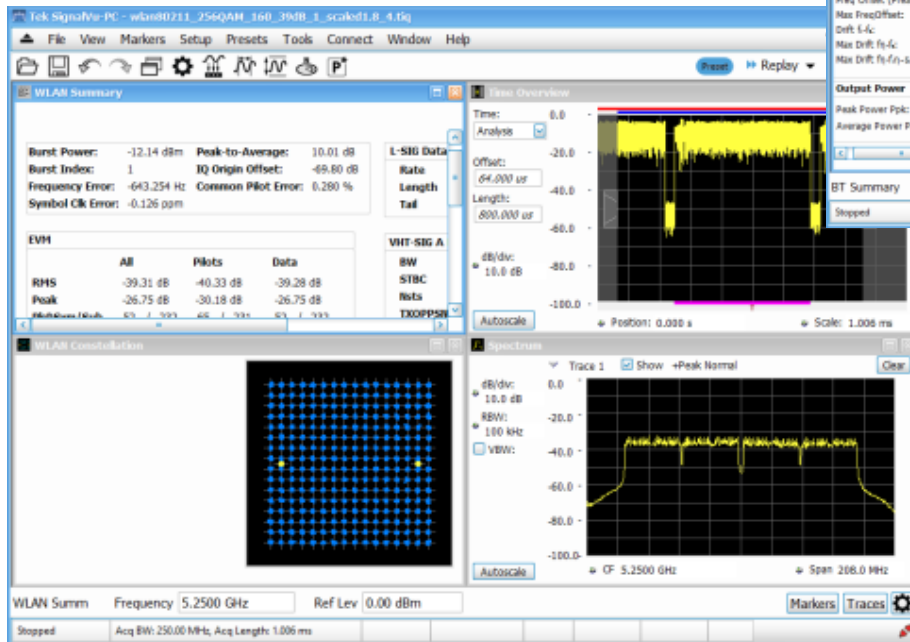 Tek SignalVu-PC - wlan80211_256QAM_160_39dB_1_scaled1.8_4.tiq
File View Markers Setup Presets Tools Connect Window Help
Preset Replay
WLAN Summary
Burst Power: -12.14 dBm Peak-to-Average: 10.01 dB
Burst Index: 1 IQ Origin Offset: -69.80 dB
Frequency Error: -643.254 Hz Common Pilot Error: 0.280 %
Symbol Clk Error: -0.126 ppm
L-SIG Data
Rate
Length
Tail
EVM
All Pilots Data
RMS -39.31 dB -40.33 dB -39.28 dB
Peak -26.75 dB -30.18 dB -26.75 dB
VHT-SIG A
BW
STBC
Nsts
TXOPPSN
Time Overview
Time:
Analysis
Offset:
64.000 us
Length:
800.000 us
dB/div:
10.0 dB
Autoscale
0.0
-20.0
-40.0
-60.0
-80.0
-100.0
Position: 0.000 s Scale: 1.006 ms
Max FreqOffset:
Output Power
Peak Power Ppk:
Average Power P
BT Summary
Stopped
WLAN Constellation
Spectrum
Trace 1 Show +Peak Normal Clear
dB/div:
10.0 dB
RBW:
100 kHz
VBW:
Autoscale
0.0
-20.0
-40.0
-60.0
-80.0
-100.0
CF 5.2500 GHz Span 208.0 MHz
WLAN Summ Frequency 5.2500 GHz Ref Lev 0.00 dBm Markers Traces
Stopped Acq BW: 250.00 MHz, Acq Length: 1.006 ms